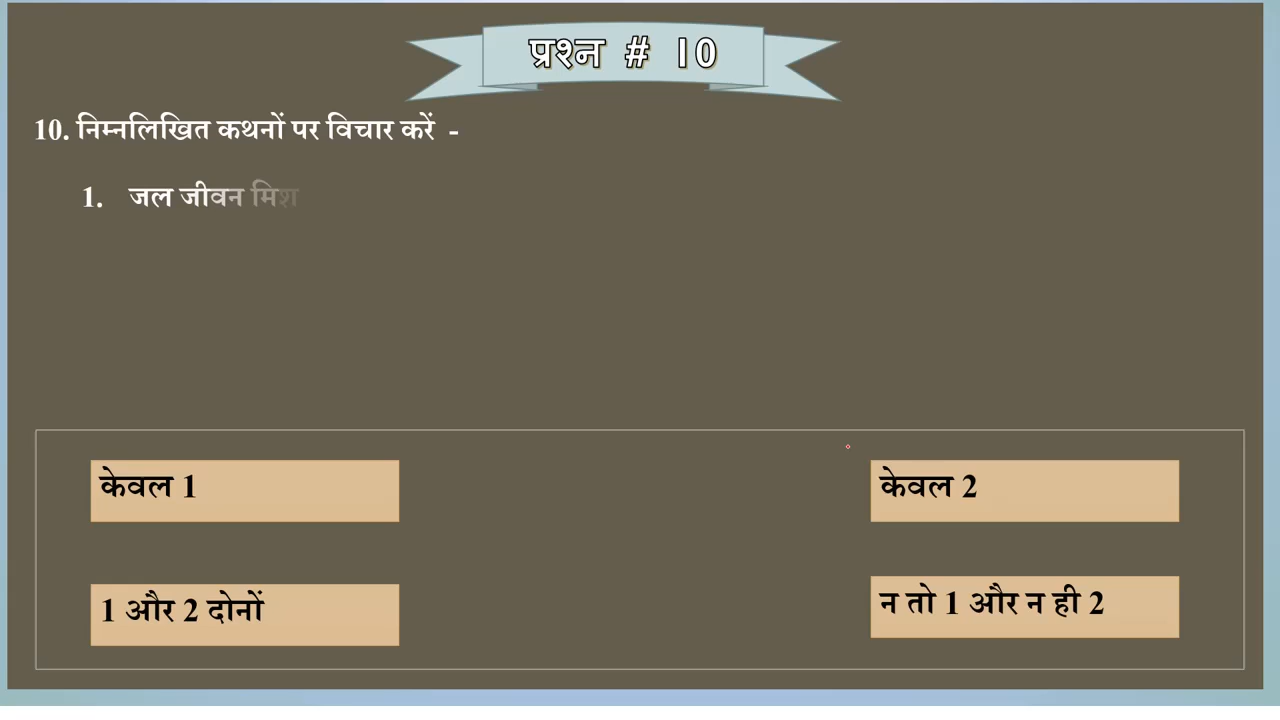 प्रश्न # 10
10. निम्नलिखित कथनों पर विचार करें -
1. जल जीवन मिश
केवल 1
केवल 2
1 और 2 दोनों
न तो 1 और न ही 2